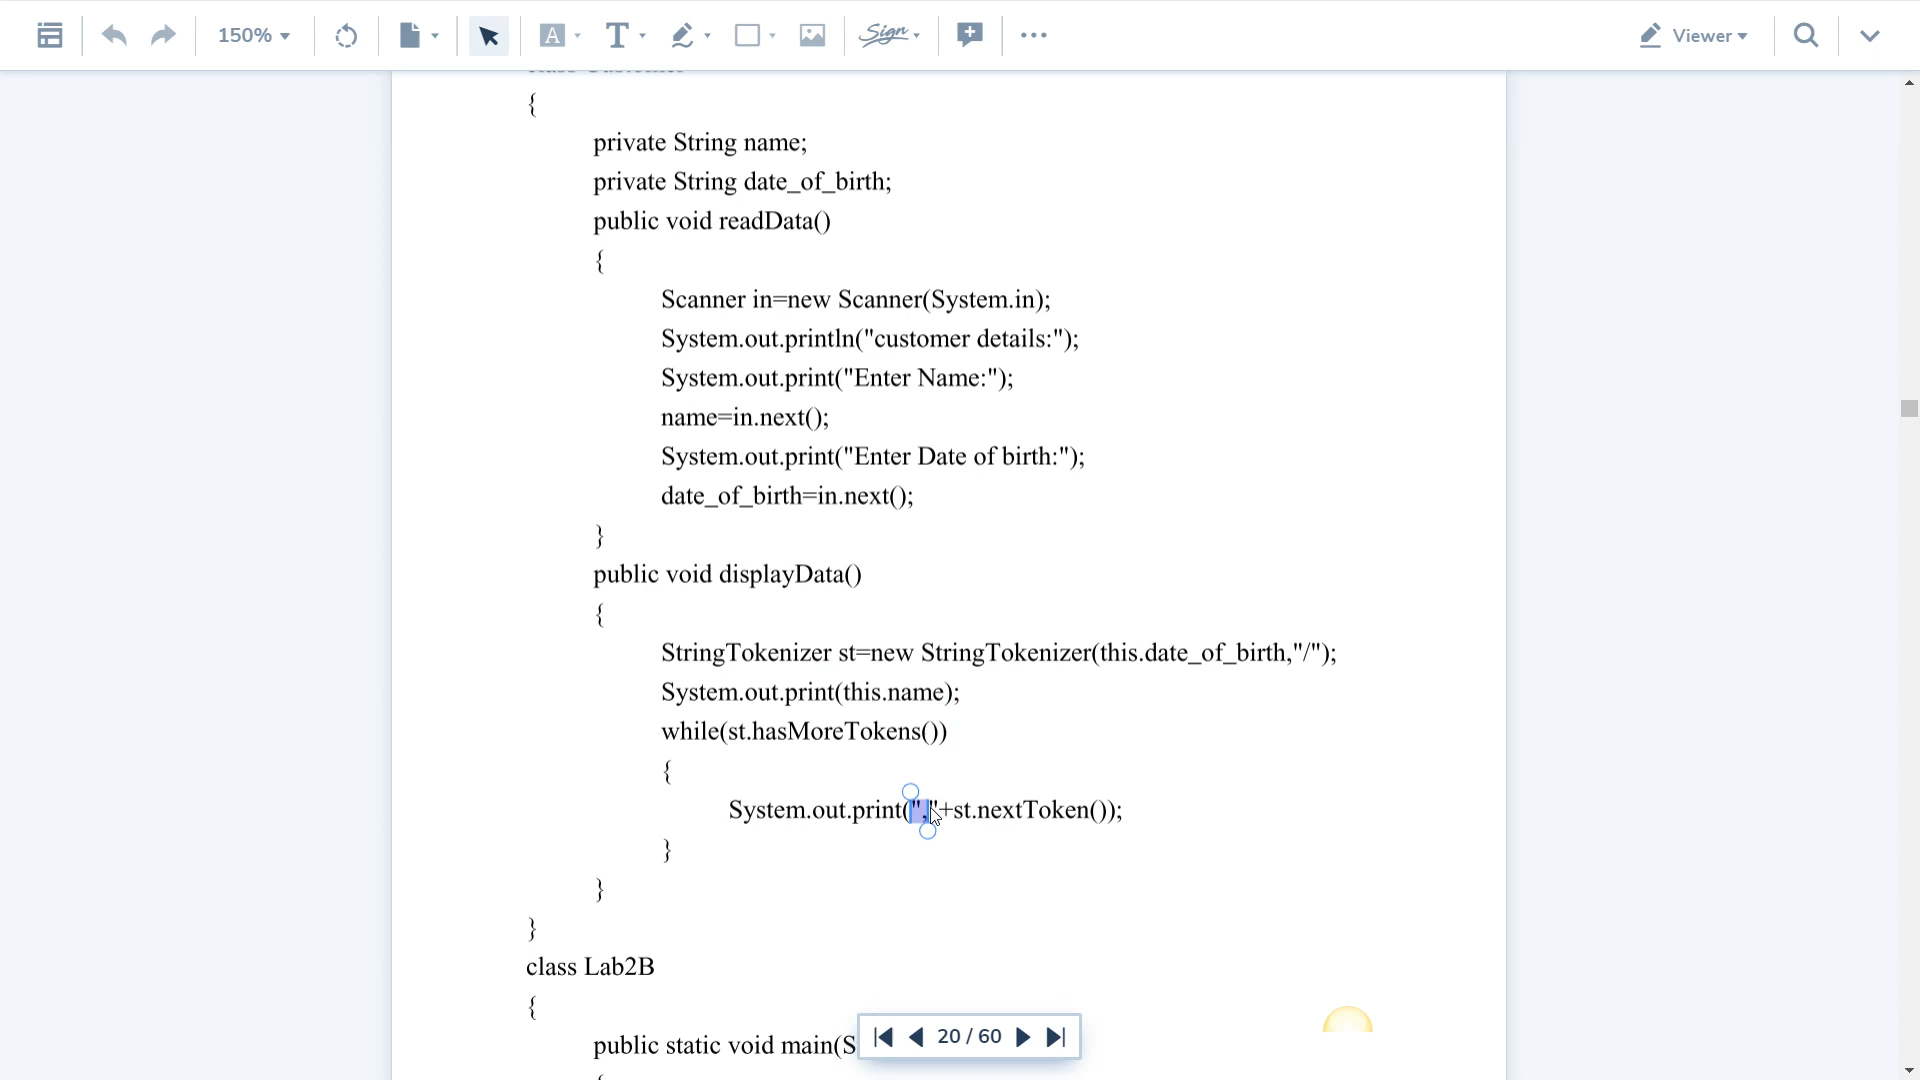 150%
A
T
Sign
Viewer
{
private String name;
private String date_of_birth;
public void readData()
{
Scanner in=new Scanner(System.in);
System.out.println("customer details:");
System.out.print("Enter Name:");
name=in.next();
System.out.print("Enter Date of birth:");
date_of_birth=in.next();
}
public void displayData()
{
StringTokenizer st=new StringTokenizer(this.date_of_birth,"/");
System.out.print(this.name);
while(st.hasMoreTokens())
{
System.out.print(","+st.nextToken());
}
}
}
class Lab2B
{
public static void main(S
20 / 60